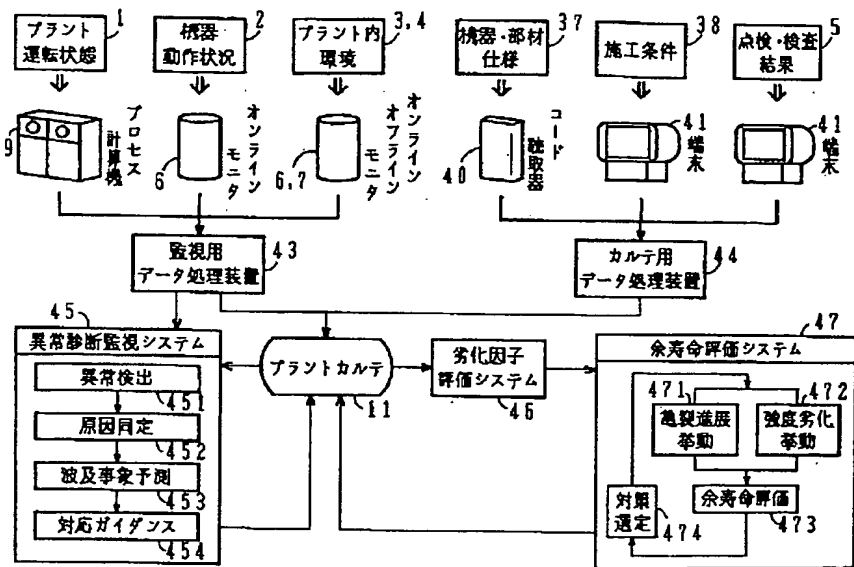 プラント
運転状態
1
機器
動作状況
2
プラント内
環境
3,4
機器・部材
仕様
37
施工条件
38
点検・検査
結果
5
9
プロセス
計算機
6
オンライン
モニタ
6,7
オンライン
オフライン
モニタ
40
コード
読取器
41
端末
41
端末
監視用
データ処理装置
43
カルテ用
データ処理装置
44
45
異常診断監視システム
異常検出
451
原因同定
452
波及事象予測
453
対応ガイダンス
454
プラントカルテ
11
劣化因子
評価システム
46
47
余寿命評価システム
471
亀裂進展
挙動
472
強度劣化
挙動
余寿命評価
473
対策
選定
474